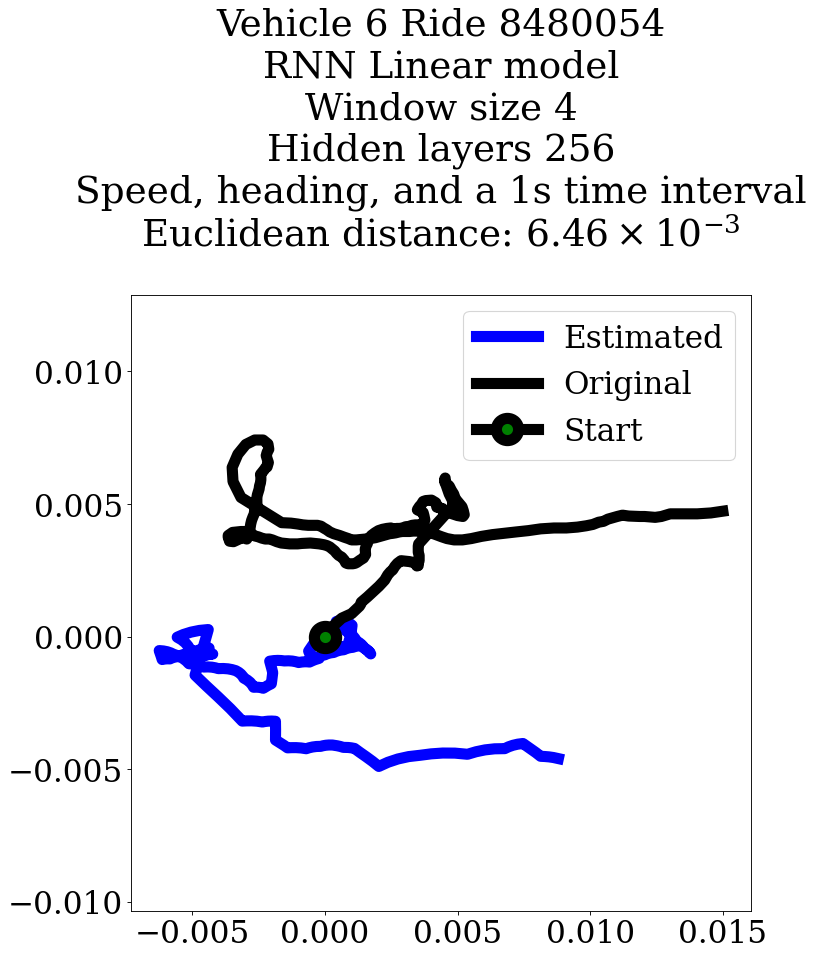 Vehicle 6 Ride 8480054
RNN Linear model
Window size 4
Hidden layers 256
Speed, heading, and a 1s time interval
Euclidean distance: 6.46 × 10⁻³
Estimated
Original
Start
0.010
0.005
0.000
−0.005
−0.010
−0.005 0.000 0.005 0.010 0.015